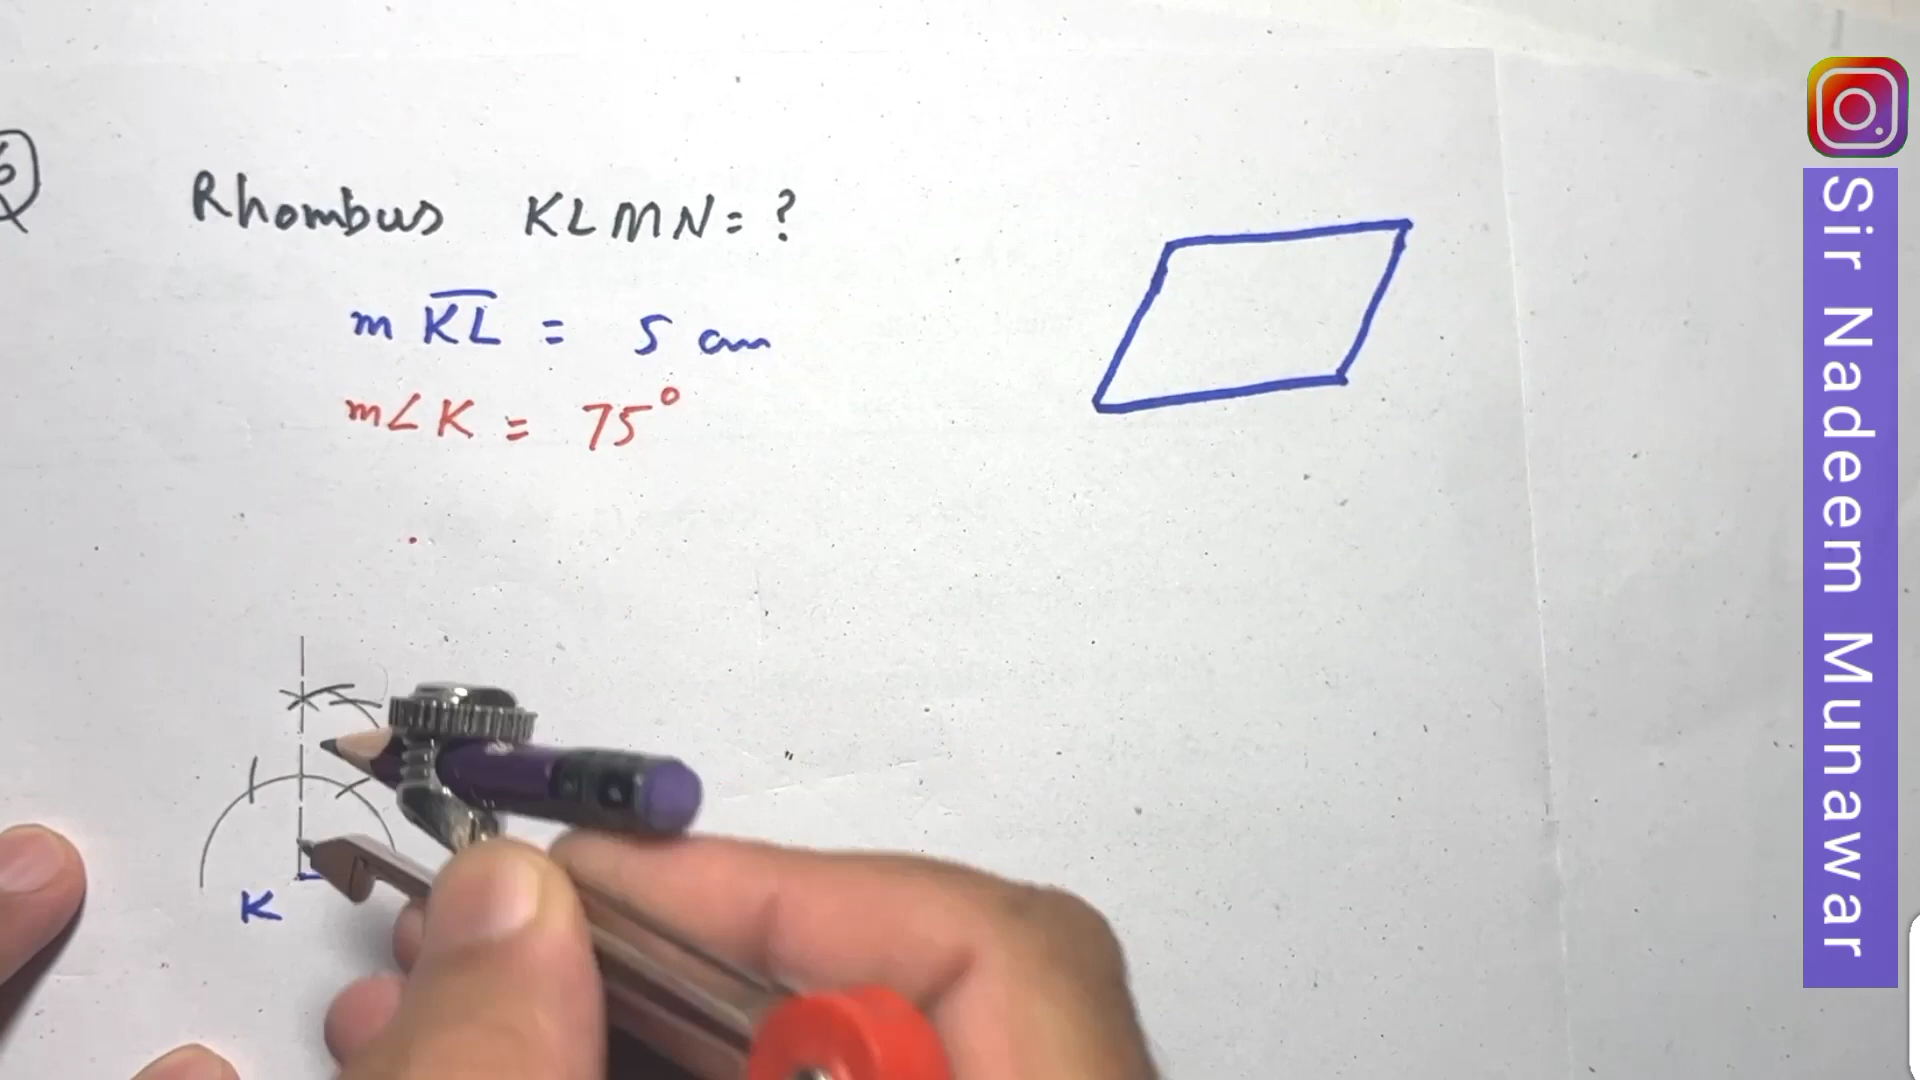 Rhombus KLMN = ?
m KL = 5 cm
m∠K = 75°
K
Sir Nadeem Munawar